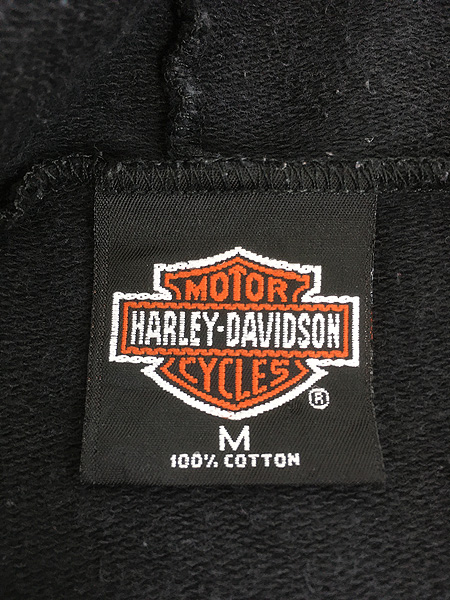 MOTOR
HARLEY-DAVIDSON
CYCLES
®
M
100% COTTON